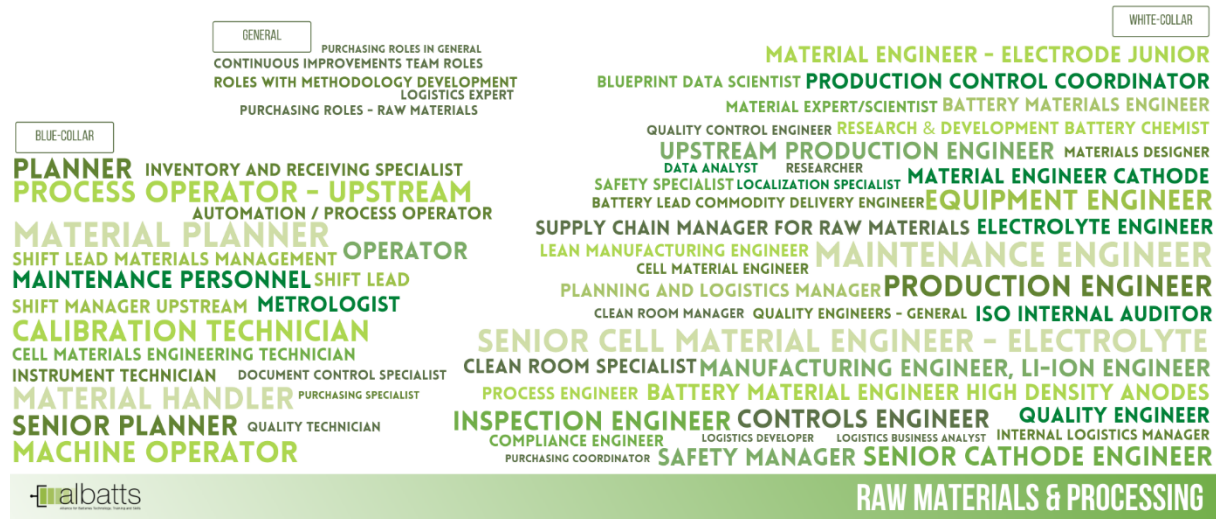 GENERAL
PURCHASING ROLES IN GENERAL
CONTINUOUS IMPROVEMENTS TEAM ROLES
ROLES WITH METHODOLOGY DEVELOPMENT
LOGISTICS EXPERT
PURCHASING ROLES - RAW MATERIALS
BLUE-COLLAR
PLANNER INVENTORY AND RECEIVING SPECIALIST
PROCESS OPERATOR - UPSTREAM
AUTOMATION / PROCESS OPERATOR
MATERIAL PLANNER
OPERATOR
SHIFT LEAD MATERIALS MANAGEMENT
MAINTENANCE PERSONNEL SHIFT LEAD
SHIFT MANAGER UPSTREAM METROLOGIST
CALIBRATION TECHNICIAN
CELL MATERIALS ENGINEERING TECHNICIAN
INSTRUMENT TECHNICIAN DOCUMENT CONTROL SPECIALIST
MATERIAL HANDLER PURCHASING SPECIALIST
SENIOR PLANNER QUALITY TECHNICIAN
MACHINE OPERATOR
WHITE-COLLAR
MATERIAL ENGINEER - ELECTRODE JUNIOR
BLUEPRINT DATA SCIENTIST PRODUCTION CONTROL COORDINATOR
MATERIAL EXPERT/SCIENTIST BATTERY MATERIALS ENGINEER
QUALITY CONTROL ENGINEER RESEARCH & DEVELOPMENT BATTERY CHEMIST
UPSTREAM PRODUCTION ENGINEER MATERIALS DESIGNER
DATA ANALYST RESEARCHER MATERIAL ENGINEER CATHODE
SAFETY SPECIALIST LOCALIZATION SPECIALIST
BATTERY LEAD COMMODITY DELIVERY ENGINEER EQUIPMENT ENGINEER
SUPPLY CHAIN MANAGER FOR RAW MATERIALS ELECTROLYTE ENGINEER
LEAN MANUFACTURING ENGINEER MAINTENANCE ENGINEER
CELL MATERIAL ENGINEER
PLANNING AND LOGISTICS MANAGER PRODUCTION ENGINEER
CLEAN ROOM MANAGER QUALITY ENGINEERS - GENERAL ISO INTERNAL AUDITOR
SENIOR CELL MATERIAL ENGINEER - ELECTROLYTE
CLEAN ROOM SPECIALIST MANUFACTURING ENGINEER, LI-ION ENGINEER
PROCESS ENGINEER BATTERY MATERIAL ENGINEER HIGH DENSITY ANODES
INSPECTION ENGINEER CONTROLS ENGINEER QUALITY ENGINEER
COMPLIANCE ENGINEER LOGISTICS DEVELOPER LOGISTICS BUSINESS ANALYST INTERNAL LOGISTICS MANAGER
PURCHASING COORDINATOR SAFETY MANAGER SENIOR CATHODE ENGINEER
albatts
Alliance for Batteries Technology, Training and Skills
RAW MATERIALS & PROCESSING